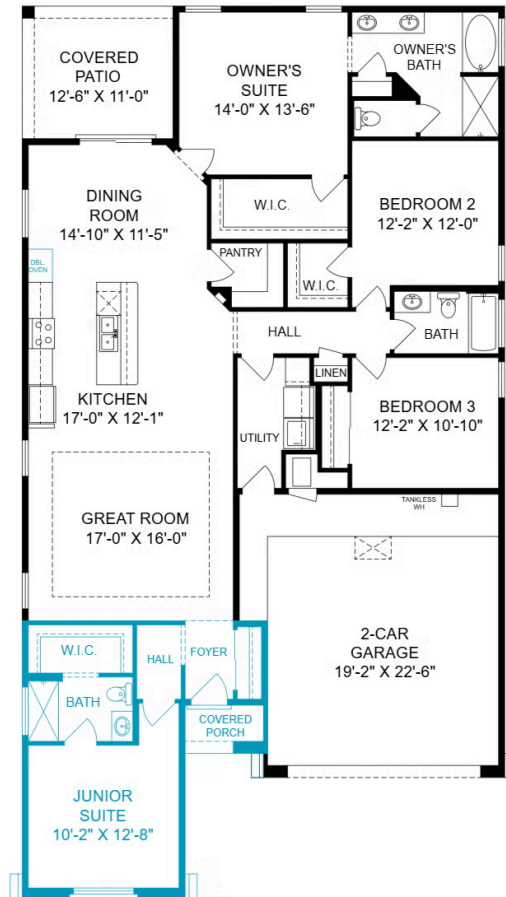 COVERED
PATIO
12'-6" X 11'-0"
OWNER'S
SUITE
14'-0" X 13'-6"
OWNER'S
BATH
DINING
ROOM
14'-10" X 11'-5"
W.I.C.
BEDROOM 2
12'-2" X 12'-0"
PANTRY
W.I.C.
DBL.
OVEN
HALL
BATH
LINEN
KITCHEN
17'-0" X 12'-1"
BEDROOM 3
12'-2" X 10'-10"
UTILITY
TANKLESS
WH
GREAT ROOM
17'-0" X 16'-0"
2-CAR
GARAGE
19'-2" X 22'-6"
W.I.C.
HALL
FOYER
BATH
COVERED
PORCH
JUNIOR
SUITE
10'-2" X 12'-8"